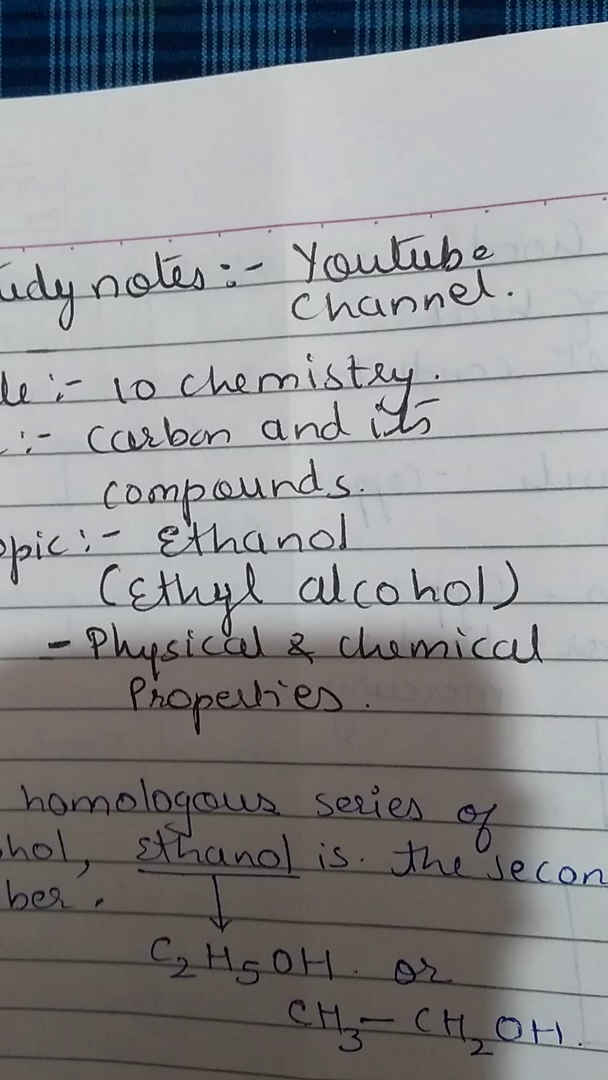 udy notes:- Youtube
Channel.
le :- 10 chemistry.
:- Carbon and its
compounds.
opic:- Ethanol
(Ethyl alcohol)
- Physical & chemical
Properties.
homologous series of
hol, Ethanol is. the secon
ber.
C₂H₅OH. or
CH₃-CH₂OH.